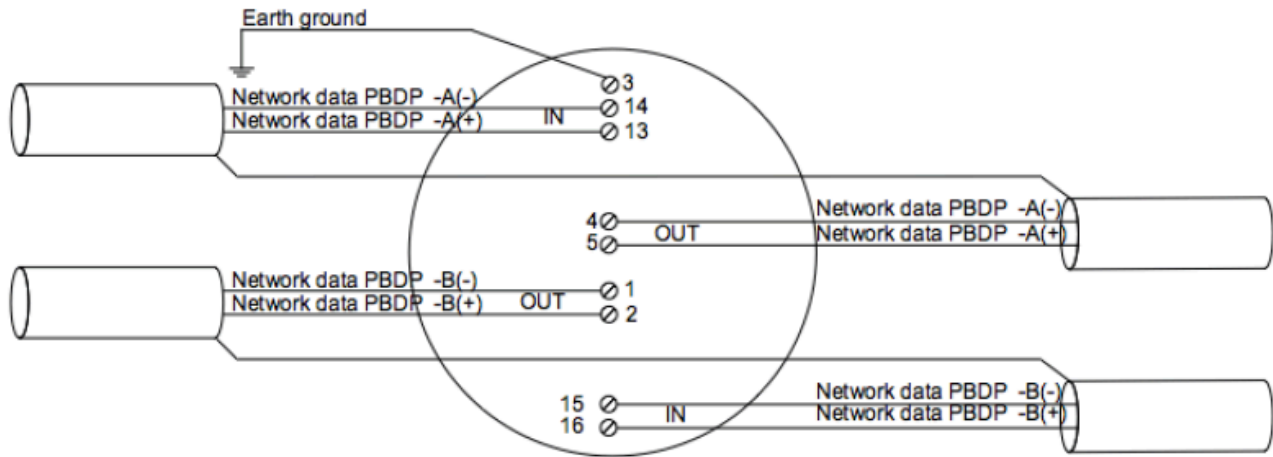 Earth ground
3
Network data PBDP -A(-)
14
Network data PBDP -A(+)
IN
13
Network data PBDP -A(-)
4
Network data PBDP -A(+)
5
OUT
Network data PBDP -B(-)
1
Network data PBDP -B(+)
OUT
2
Network data PBDP -B(-)
15
Network data PBDP -B(+)
16
IN